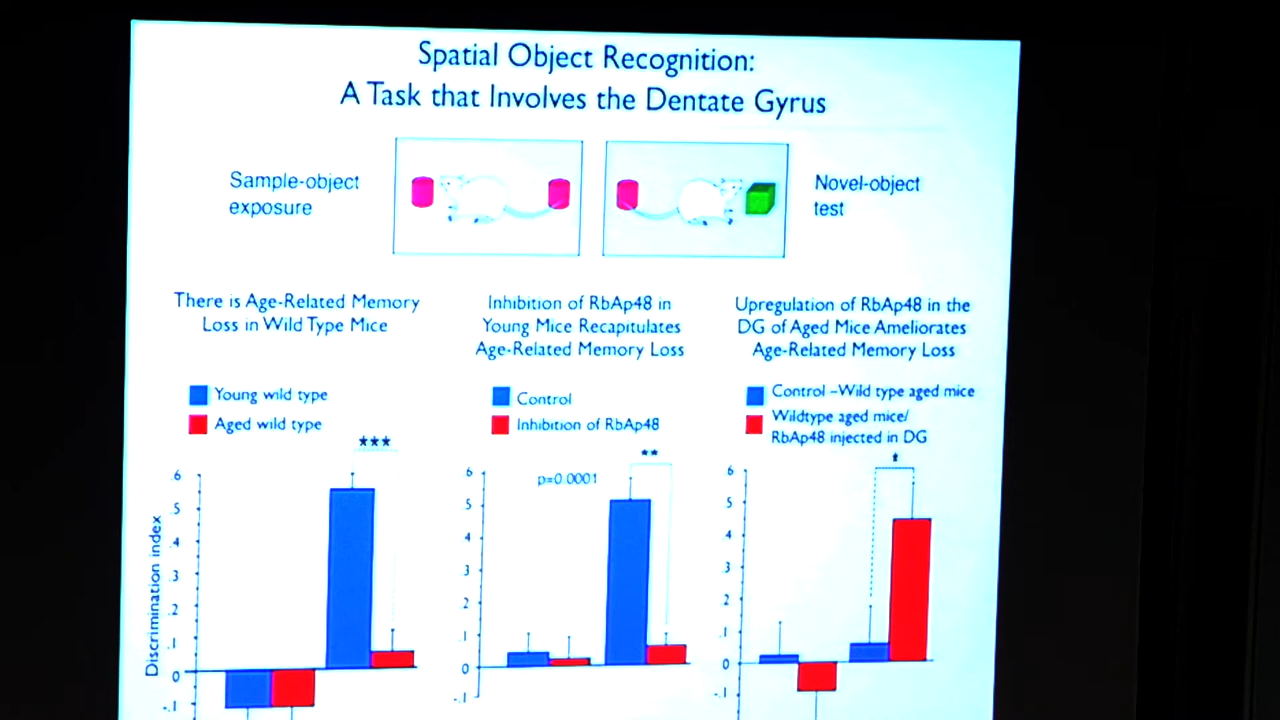 Spatial Object Recognition:
A Task that Involves the Dentate Gyrus
Sample-object
exposure
Novel-object
test
There is Age-Related Memory
Loss in Wild Type Mice
Young wild type
Aged wild type
***
.6
.5
.4
.3
.2
.1
0
-.1
Discrimination index
Inhibition of RbAp48 in
Young Mice Recapitulates
Age-Related Memory Loss
Control
Inhibition of RbAp48
**
p=0.0001
.6
.5
.4
.3
.2
.1
0
-.1
Upregulation of RbAp48 in the
DG of Aged Mice Ameliorates
Age-Related Memory Loss
Control –Wild type aged mice
Wildtype aged mice/
RbAp48 injected in DG
*
.6
.5
.4
.3
.2
.1
0
-.1